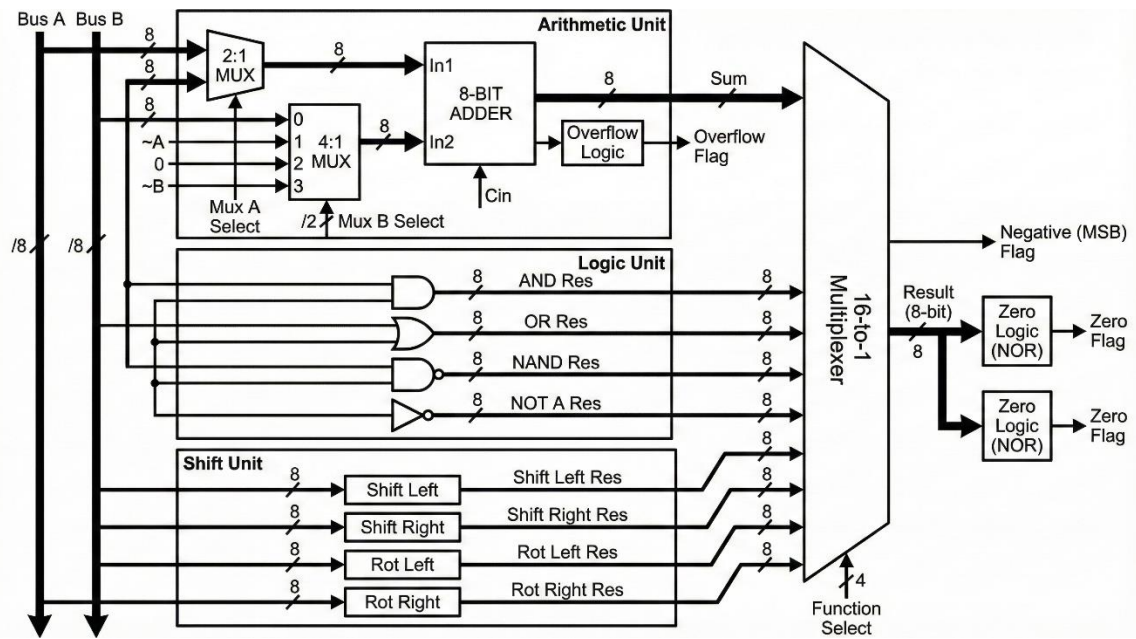 Bus A
Bus B
Arithmetic Unit
8
2:1
MUX
8
8
8
In1
8-BIT
ADDER
In2
8
Sum
~A
0
~B
0
1
2
3
4:1
MUX
8
Overflow
Logic
Overflow
Flag
Cin
Mux A
Select
/2
Mux B Select
/8
/8
Logic Unit
8
AND Res
8
8
OR Res
8
8
NAND Res
8
8
NOT A Res
8
Shift Unit
8
Shift Left
Shift Left Res
8
8
Shift Right
Shift Right Res
8
8
Rot Left
Rot Left Res
8
8
Rot Right
Rot Right Res
8
16-to-1
Multiplexer
4
Function
Select
Negative (MSB)
Flag
Result
(8-bit)
8
Zero
Logic
(NOR)
Zero
Flag
Zero
Logic
(NOR)
Zero
Flag